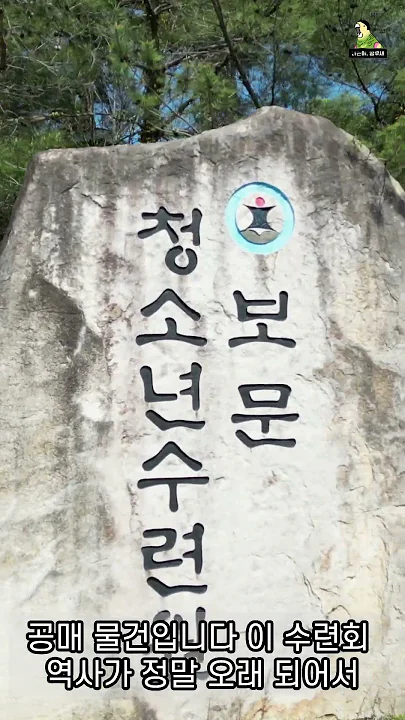 보문
청소년수련원
공매 물건입니다 이 수련회
역사가 정말 오래 되어서